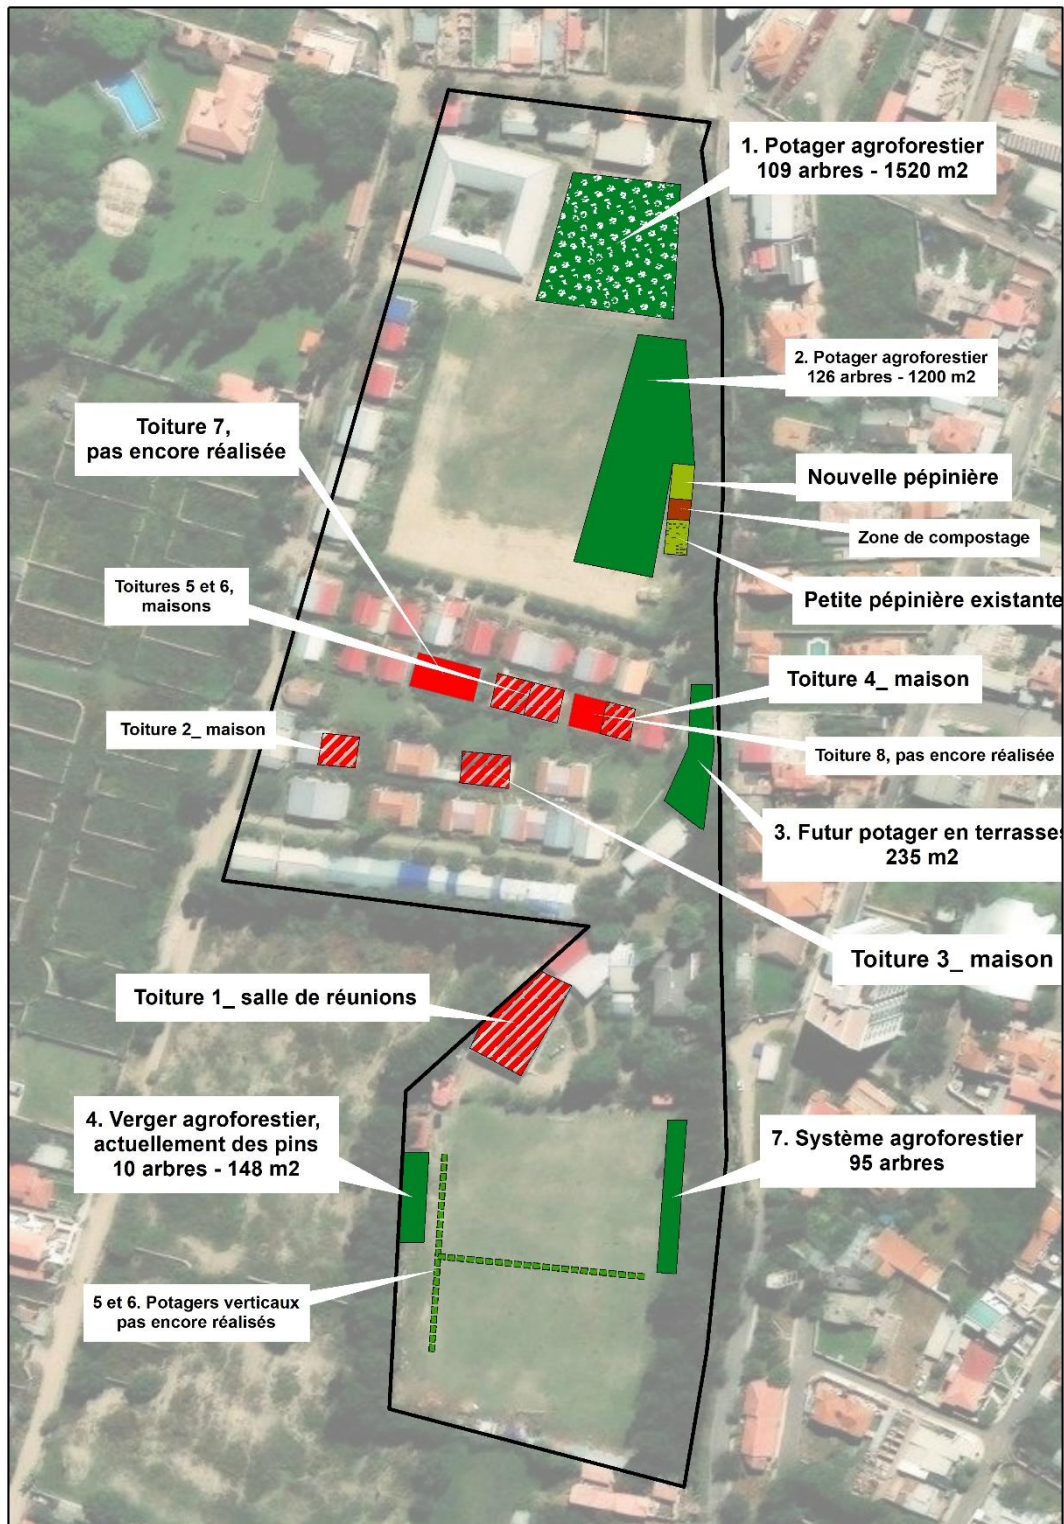 1. Potager agroforestier
109 arbres - 1520 m2
2. Potager agroforestier
126 arbres - 1200 m2
Toiture 7,
pas encore réalisée
Nouvelle pépinière
Zone de compostage
Toitures 5 et 6,
maisons
Petite pépinière existante
Toiture 4_ maison
Toiture 2_ maison
Toiture 8, pas encore réalisée
3. Futur potager en terrasses
235 m2
Toiture 3_ maison
Toiture 1_ salle de réunions
4. Verger agroforestier,
actuellement des pins
10 arbres - 148 m2
7. Système agroforestier
95 arbres
5 et 6. Potagers verticaux
pas encore réalisés